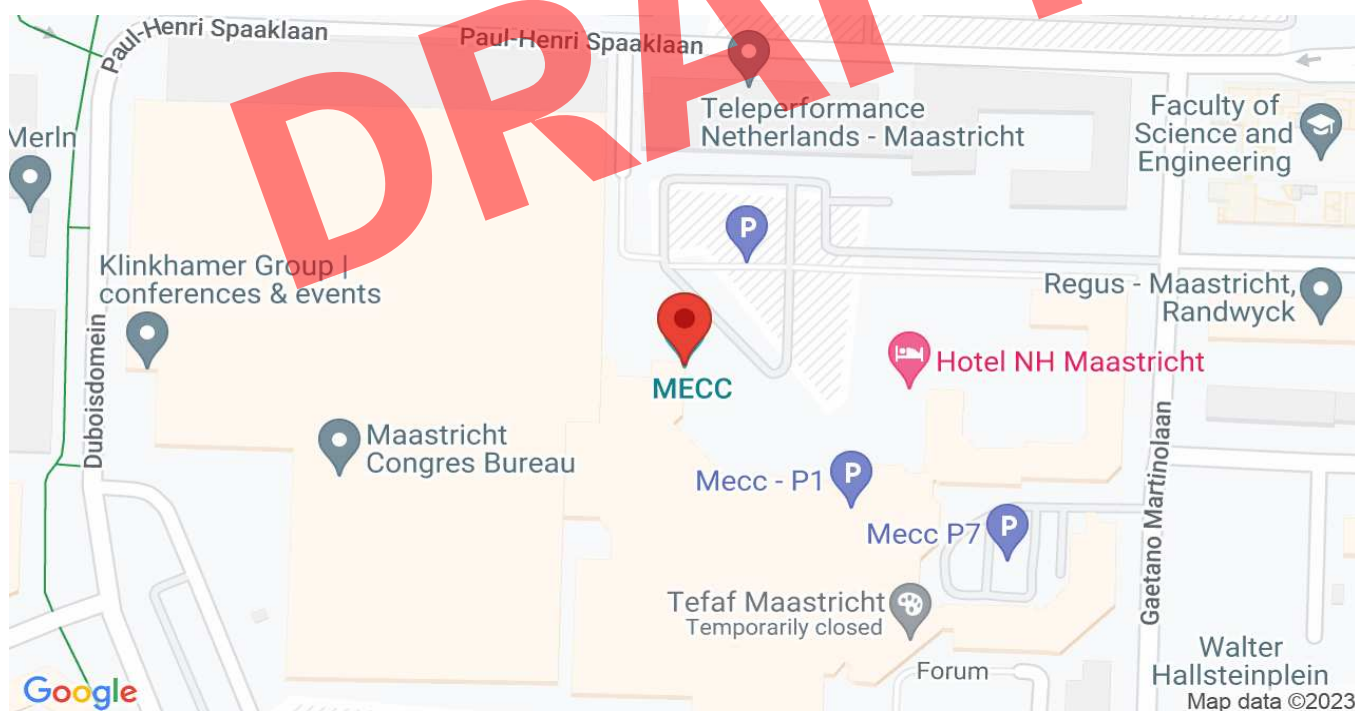 DRAFT
Paul-Henri Spaaklaan
Paul-Henri Spaaklaan
Teleperformance
Netherlands - Maastricht
Faculty of
Science and
Engineering
Merln
P
Klinkhamer Group |
conferences & events
Regus - Maastricht,
Randwyck
Duboisdomein
MECC
Hotel NH Maastricht
Maastricht
Congres Bureau
Mecc - P1
P
Gaetano Martinolaan
Mecc P7
P
Tefaf Maastricht
Temporarily closed
Forum
Walter
Hallsteinplein
Google
Map data ©2023